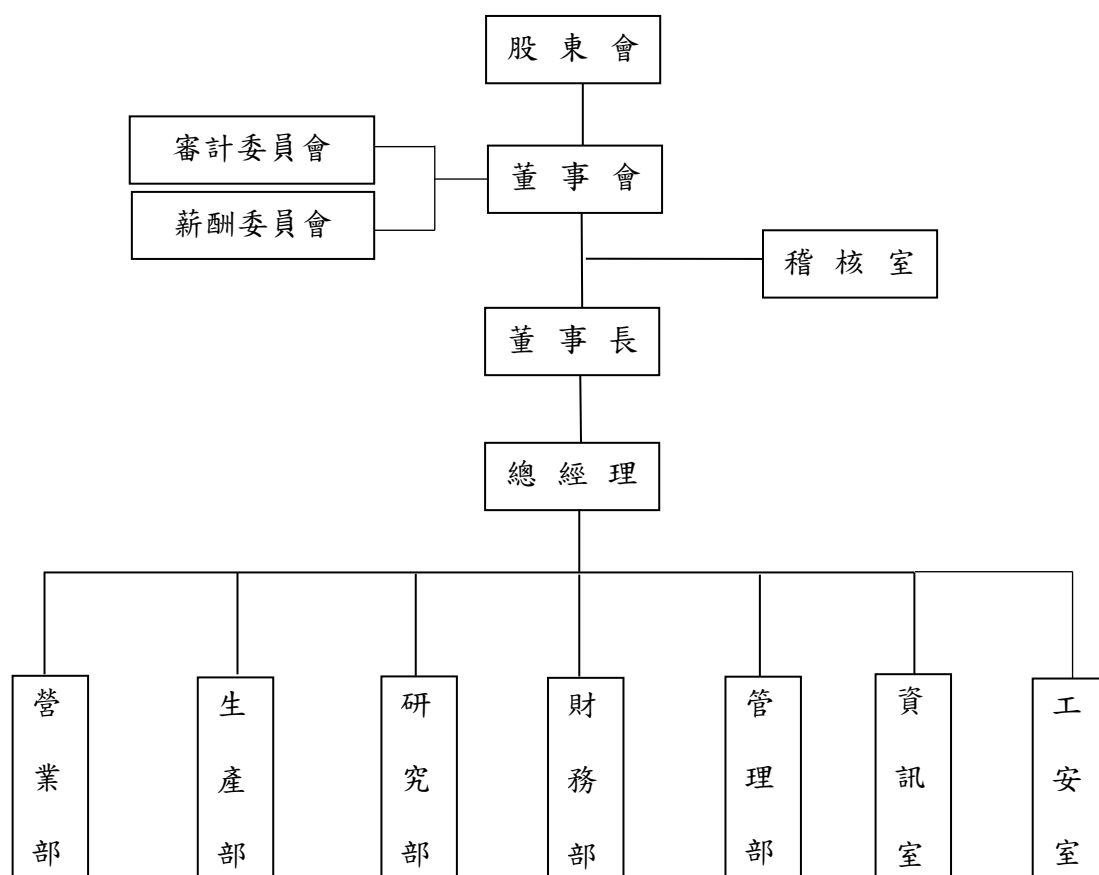 股東會
審計委員會
董事會
薪酬委員會
稽核室
董事長
總經理
營業部
生產部
研究部
財務部
管理部
資訊室
工安室